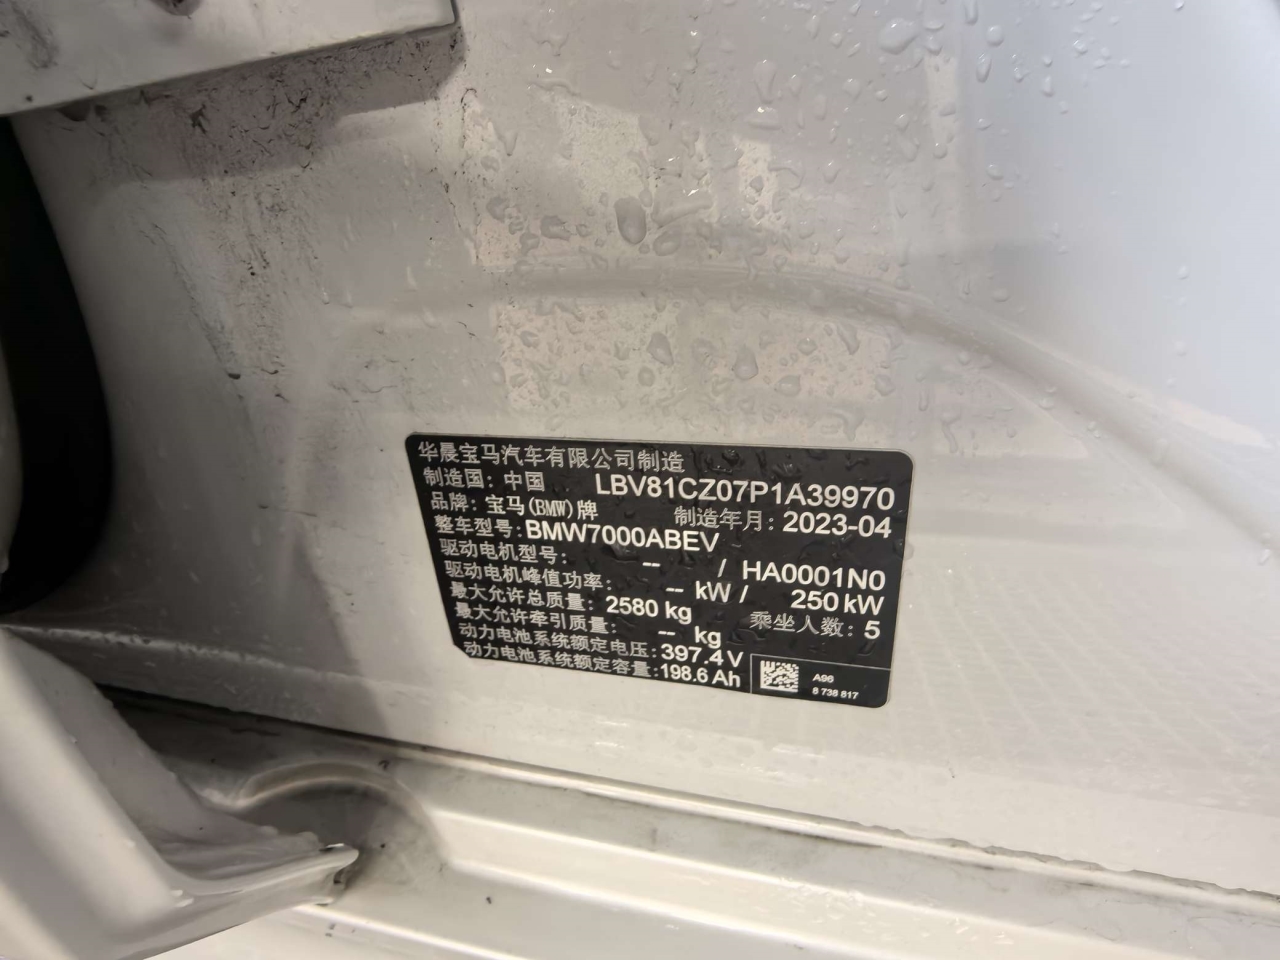 华晨宝马汽车有限公司制造
制造国: 中国 LBV81CZ07P1A39970
品牌: 宝马(BMW)牌 制造年月: 2023-04
整车型号: BMW7000ABEV
驱动电机型号: -- / HA0001N0
驱动电机峰值功率: -- kW / 250 kW
最大允许总质量: 2580 kg 乘坐人数: 5
最大允许牵引质量: -- kg
动力电池系统额定电压: 397.4 V
动力电池系统额定容量: 198.6 Ah
A96
8 738 817